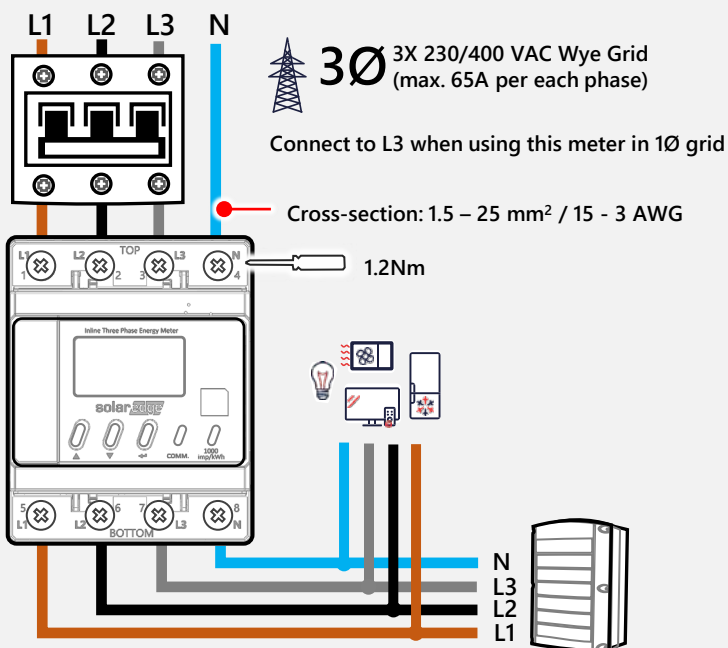 L1 L2 L3 N
3Ø 3X 230/400 VAC Wye Grid
(max. 65A per each phase)
Connect to L3 when using this meter in 1Ø grid
Cross-section: 1.5 – 25 mm² / 15 - 3 AWG
TOP
L1 L2 L3 N
1 2 3 4
1.2Nm
Inline Three Phase Energy Meter
solaredge
COMM. 1000
imp/kWh
5 6 7 8
L1 L2 L3 N
BOTTOM
N
L3
L2
L1